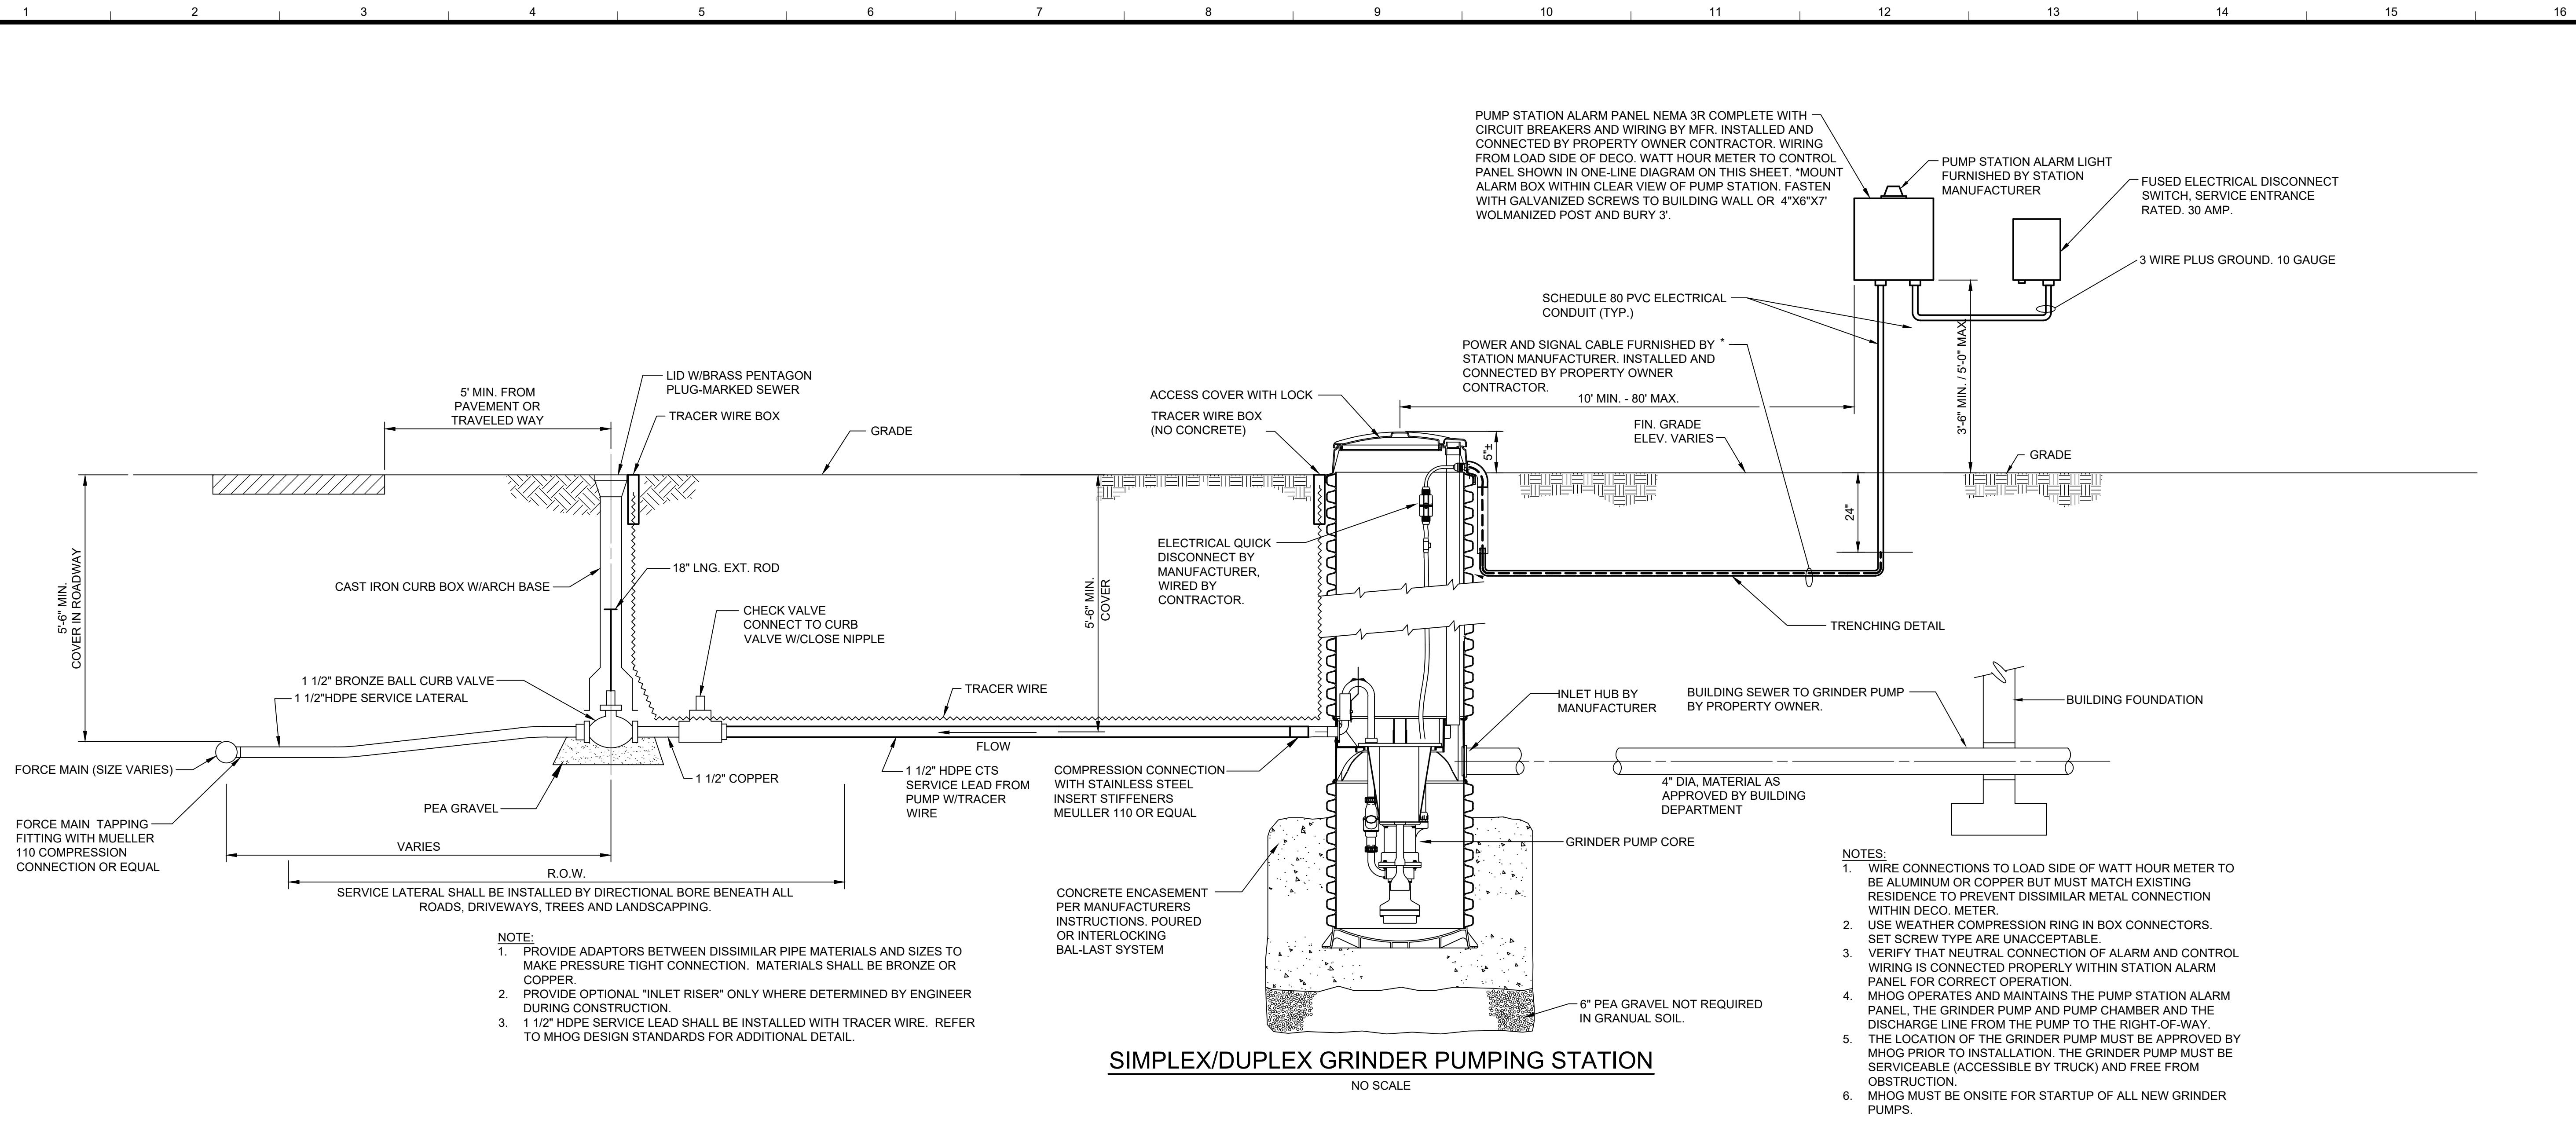 1 2 3 4 5 6 7 8 9 10 11 12 13 14 15 16
PUMP STATION ALARM PANEL NEMA 3R COMPLETE WITH
CIRCUIT BREAKERS AND WIRING BY MFR. INSTALLED AND
CONNECTED BY PROPERTY OWNER CONTRACTOR. WIRING
FROM LOAD SIDE OF DECO. WATT HOUR METER TO CONTROL
PANEL SHOWN IN ONE-LINE DIAGRAM ON THIS SHEET. *MOUNT
ALARM BOX WITHIN CLEAR VIEW OF PUMP STATION. FASTEN
WITH GALVANIZED SCREWS TO BUILDING WALL OR 4"X6"X7'
WOLMANIZED POST AND BURY 3'.
PUMP STATION ALARM LIGHT
FURNISHED BY STATION
MANUFACTURER
FUSED ELECTRICAL DISCONNECT
SWITCH, SERVICE ENTRANCE
RATED. 30 AMP.
3 WIRE PLUS GROUND. 10 GAUGE
SCHEDULE 80 PVC ELECTRICAL
CONDUIT (TYP.)
POWER AND SIGNAL CABLE FURNISHED BY *
STATION MANUFACTURER. INSTALLED AND
CONNECTED BY PROPERTY OWNER
CONTRACTOR.
3'-6" MIN. / 5'-0" MAX.
10' MIN. - 80' MAX.
LID W/BRASS PENTAGON
PLUG-MARKED SEWER
5' MIN. FROM
PAVEMENT OR
TRAVELED WAY
TRACER WIRE BOX
GRADE
ACCESS COVER WITH LOCK
TRACER WIRE BOX
(NO CONCRETE)
5"±
FIN. GRADE
ELEV. VARIES
GRADE
24"
5'-6" MIN.
COVER IN ROADWAY
CAST IRON CURB BOX W/ARCH BASE
18" LNG. EXT. ROD
CHECK VALVE
CONNECT TO CURB
VALVE W/CLOSE NIPPLE
5'-6" MIN.
COVER
ELECTRICAL QUICK
DISCONNECT BY
MANUFACTURER,
WIRED BY
CONTRACTOR.
TRENCHING DETAIL
1 1/2" BRONZE BALL CURB VALVE
1 1/2"HDPE SERVICE LATERAL
TRACER WIRE
INLET HUB BY
MANUFACTURER
BUILDING SEWER TO GRINDER PUMP
BY PROPERTY OWNER.
BUILDING FOUNDATION
FLOW
FORCE MAIN (SIZE VARIES)
1 1/2" COPPER
1 1/2" HDPE CTS
SERVICE LEAD FROM
PUMP W/TRACER
WIRE
COMPRESSION CONNECTION
WITH STAINLESS STEEL
INSERT STIFFENERS
MEULLER 110 OR EQUAL
4" DIA, MATERIAL AS
APPROVED BY BUILDING
DEPARTMENT
PEA GRAVEL
FORCE MAIN TAPPING
FITTING WITH MUELLER
110 COMPRESSION
CONNECTION OR EQUAL
VARIES
R.O.W.
SERVICE LATERAL SHALL BE INSTALLED BY DIRECTIONAL BORE BENEATH ALL
ROADS, DRIVEWAYS, TREES AND LANDSCAPPING.
GRINDER PUMP CORE
CONCRETE ENCASEMENT
PER MANUFACTURERS
INSTRUCTIONS. POURED
OR INTERLOCKING
BAL-LAST SYSTEM
6" PEA GRAVEL NOT REQUIRED
IN GRANUAL SOIL.
NOTE:
1. PROVIDE ADAPTORS BETWEEN DISSIMILAR PIPE MATERIALS AND SIZES TO
MAKE PRESSURE TIGHT CONNECTION. MATERIALS SHALL BE BRONZE OR
COPPER.
2. PROVIDE OPTIONAL "INLET RISER" ONLY WHERE DETERMINED BY ENGINEER
DURING CONSTRUCTION.
3. 1 1/2" HDPE SERVICE LEAD SHALL BE INSTALLED WITH TRACER WIRE. REFER
TO MHOG DESIGN STANDARDS FOR ADDITIONAL DETAIL.
SIMPLEX/DUPLEX GRINDER PUMPING STATION
NO SCALE
NOTES:
1. WIRE CONNECTIONS TO LOAD SIDE OF WATT HOUR METER TO
BE ALUMINUM OR COPPER BUT MUST MATCH EXISTING
RESIDENCE TO PREVENT DISSIMILAR METAL CONNECTION
WITHIN DECO. METER.
2. USE WEATHER COMPRESSION RING IN BOX CONNECTORS.
SET SCREW TYPE ARE UNACCEPTABLE.
3. VERIFY THAT NEUTRAL CONNECTION OF ALARM AND CONTROL
WIRING IS CONNECTED PROPERLY WITHIN STATION ALARM
PANEL FOR CORRECT OPERATION.
4. MHOG OPERATES AND MAINTAINS THE PUMP STATION ALARM
PANEL, THE GRINDER PUMP AND PUMP CHAMBER AND THE
DISCHARGE LINE FROM THE PUMP TO THE RIGHT-OF-WAY.
5. THE LOCATION OF THE GRINDER PUMP MUST BE APPROVED BY
MHOG PRIOR TO INSTALLATION. THE GRINDER PUMP MUST BE
SERVICEABLE (ACCESSIBLE BY TRUCK) AND FREE FROM
OBSTRUCTION.
6. MHOG MUST BE ONSITE FOR STARTUP OF ALL NEW GRINDER
PUMPS.